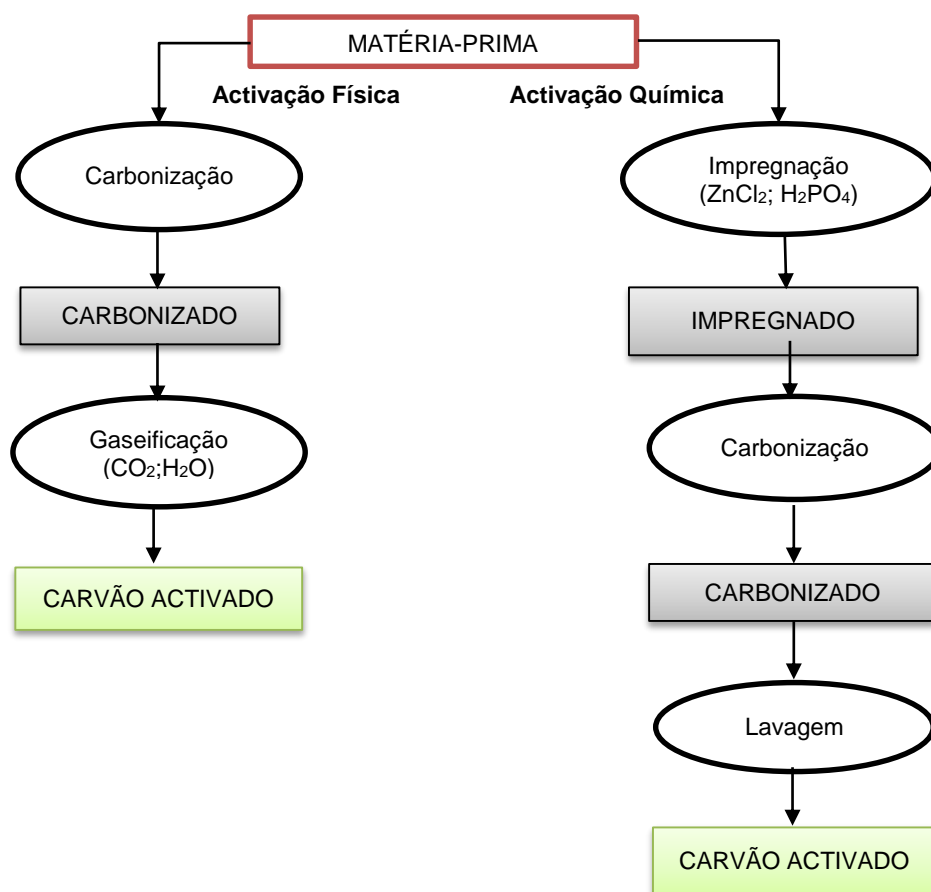 MATÉRIA-PRIMA
Activação Física
Activação Química
Carbonização
Impregnação
(ZnCl₂; H₂PO₄)
CARBONIZADO
IMPREGNADO
Gaseificação
(CO₂;H₂O)
Carbonização
CARVÃO ACTIVADO
CARBONIZADO
Lavagem
CARVÃO ACTIVADO